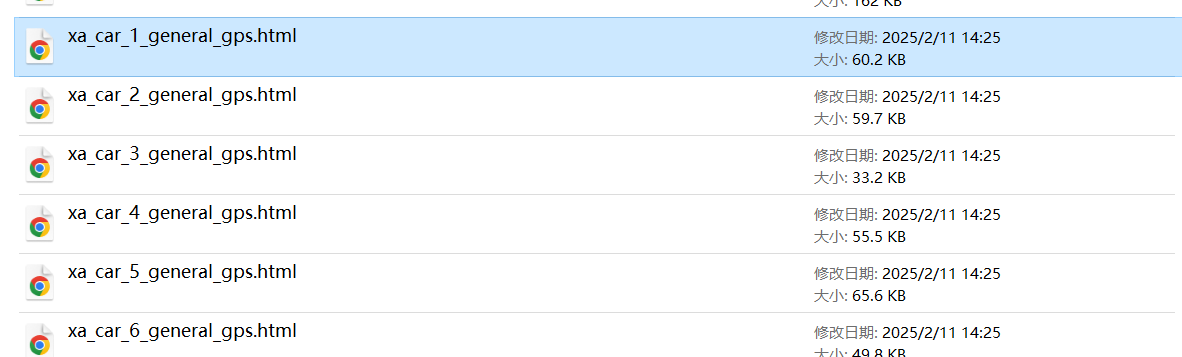 大小: 162 KB
xa_car_1_general_gps.html
修改日期: 2025/2/11 14:25
大小: 60.2 KB
xa_car_2_general_gps.html
修改日期: 2025/2/11 14:25
大小: 59.7 KB
xa_car_3_general_gps.html
修改日期: 2025/2/11 14:25
大小: 33.2 KB
xa_car_4_general_gps.html
修改日期: 2025/2/11 14:25
大小: 55.5 KB
xa_car_5_general_gps.html
修改日期: 2025/2/11 14:25
大小: 65.6 KB
xa_car_6_general_gps.html
修改日期: 2025/2/11 14:25
大小: 49.8 KB